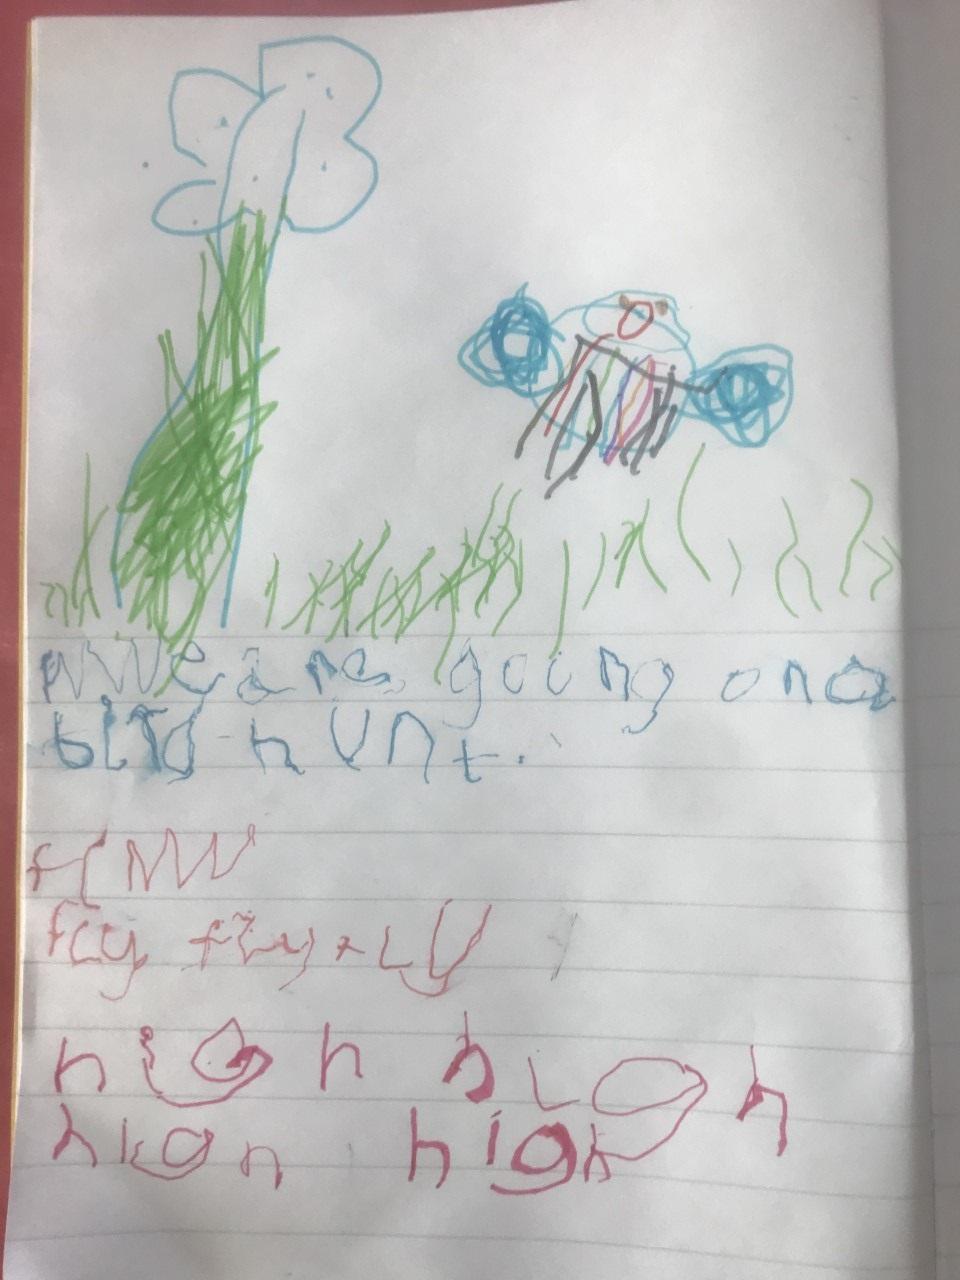 We are going on a
bird hunt.
fly fly fly
high high
high high